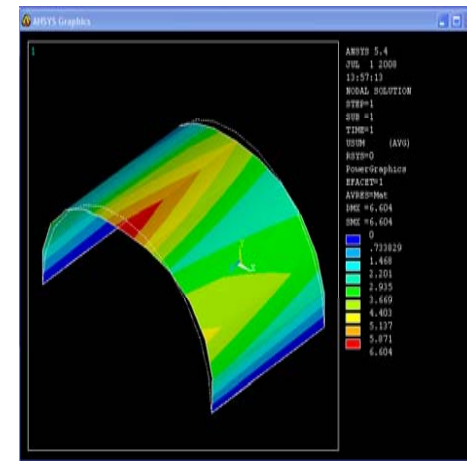 ANSYS Graphics
1
ANSYS 5.4
JUL 1 2008
13:57:13
NODAL SOLUTION
STEP=1
SUB =1
TIME=1
USUM (AVG)
RSYS=0
PowerGraphics
EFACET=1
AVRES=Mat
DMX =6.604
SMX =6.604
0
.733829
1.468
2.201
2.935
3.669
4.403
5.137
5.871
6.604